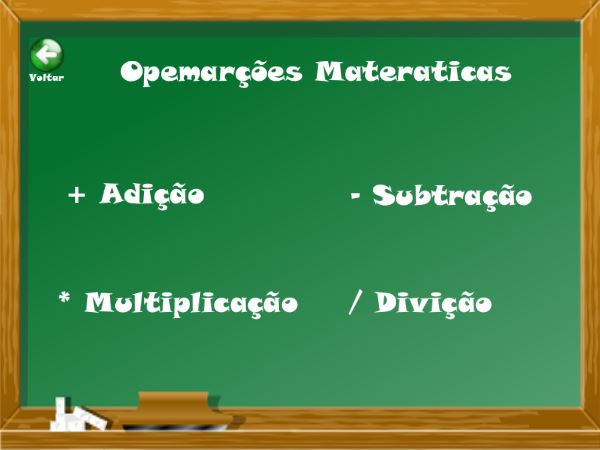 Voltar
Opemarções Materaticas
+ Adição
- Subtração
* Multiplicação
/ Divição